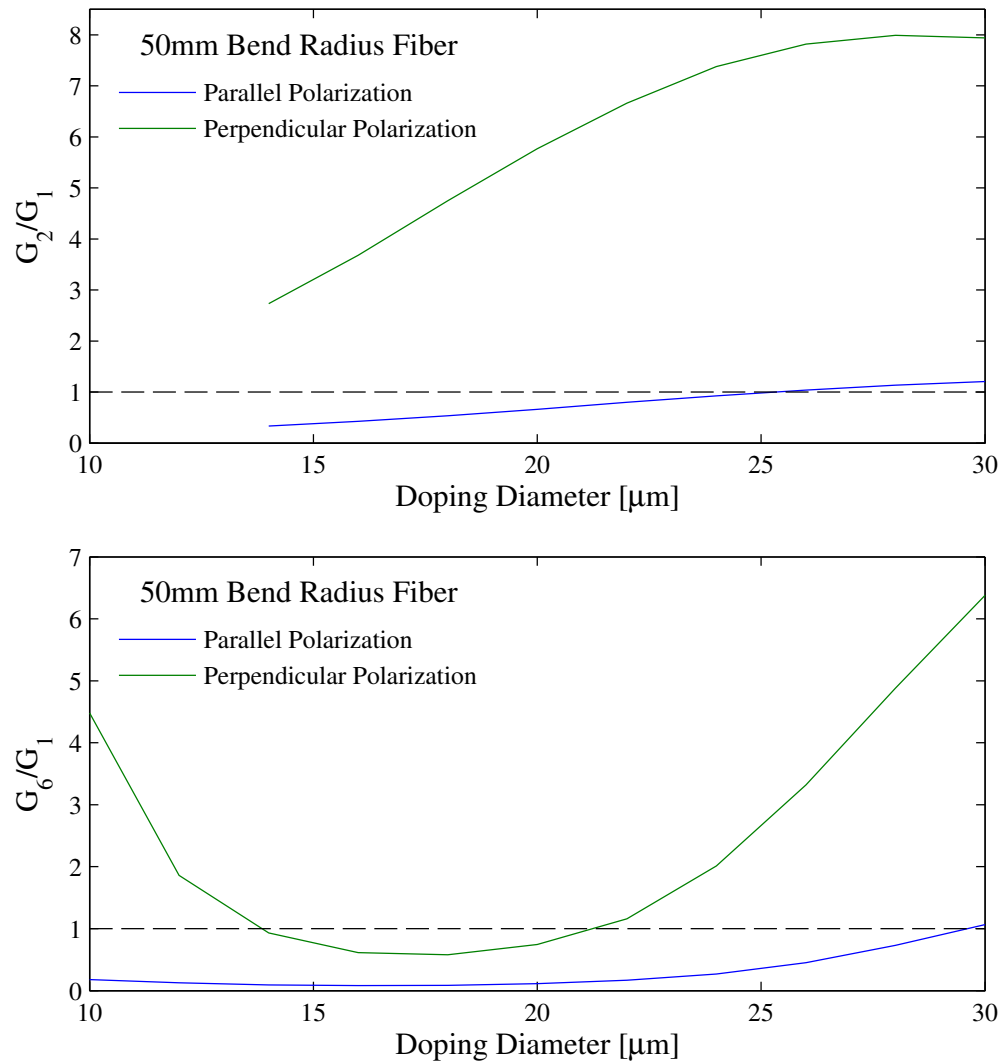 8
7
6
5
4
3
2
1
0
G2/G1
50mm Bend Radius Fiber
Parallel Polarization
Perpendicular Polarization
10 15 20 25 30
Doping Diameter [μm]
7
6
5
4
3
2
1
0
G6/G1
50mm Bend Radius Fiber
Parallel Polarization
Perpendicular Polarization
10 15 20 25 30
Doping Diameter [μm]